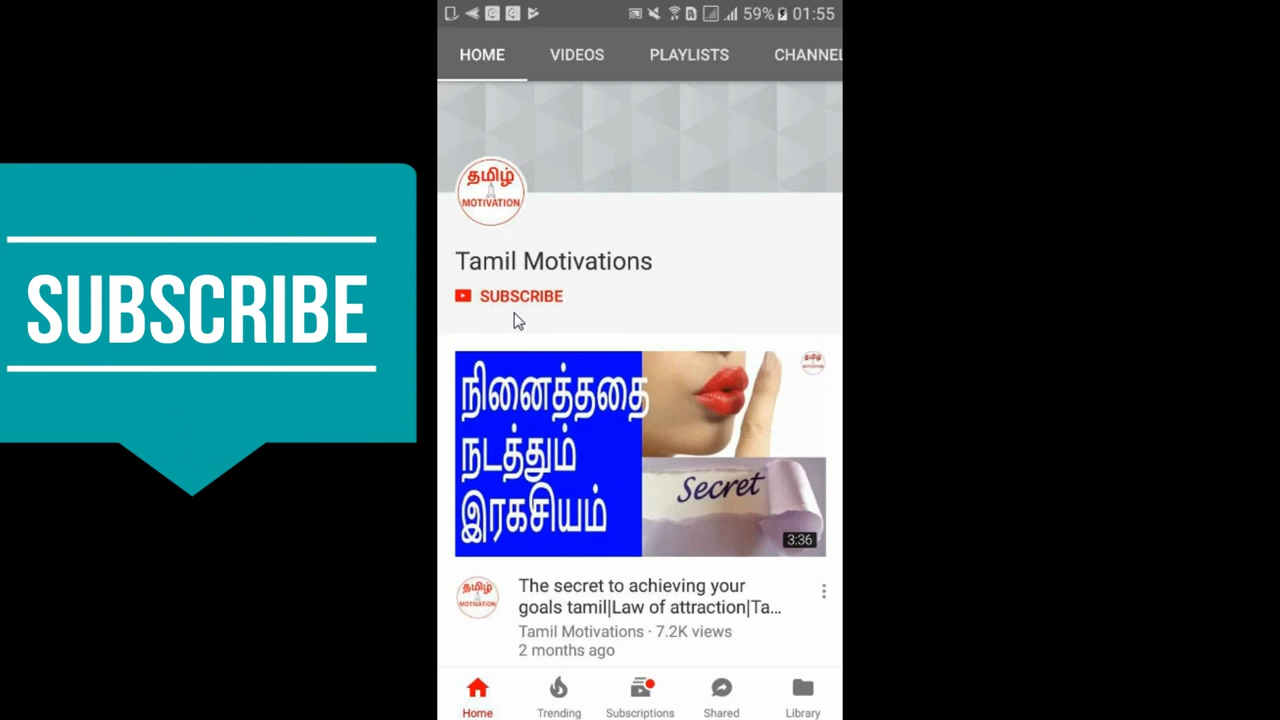 59% 01:55
HOME VIDEOS PLAYLISTS CHANNEL
தமிழ்
MOTIVATION
SUBSCRIBE
Tamil Motivations
SUBSCRIBE
நினைத்ததை
நடத்தும்
இரகசியம்
Secret
தமிழ்
MOTIVATION
3:36
தமிழ்
MOTIVATION
The secret to achieving your
goals tamil|Law of attraction|Ta...
Tamil Motivations · 7.2K views
2 months ago
Home Trending Subscriptions Shared Library